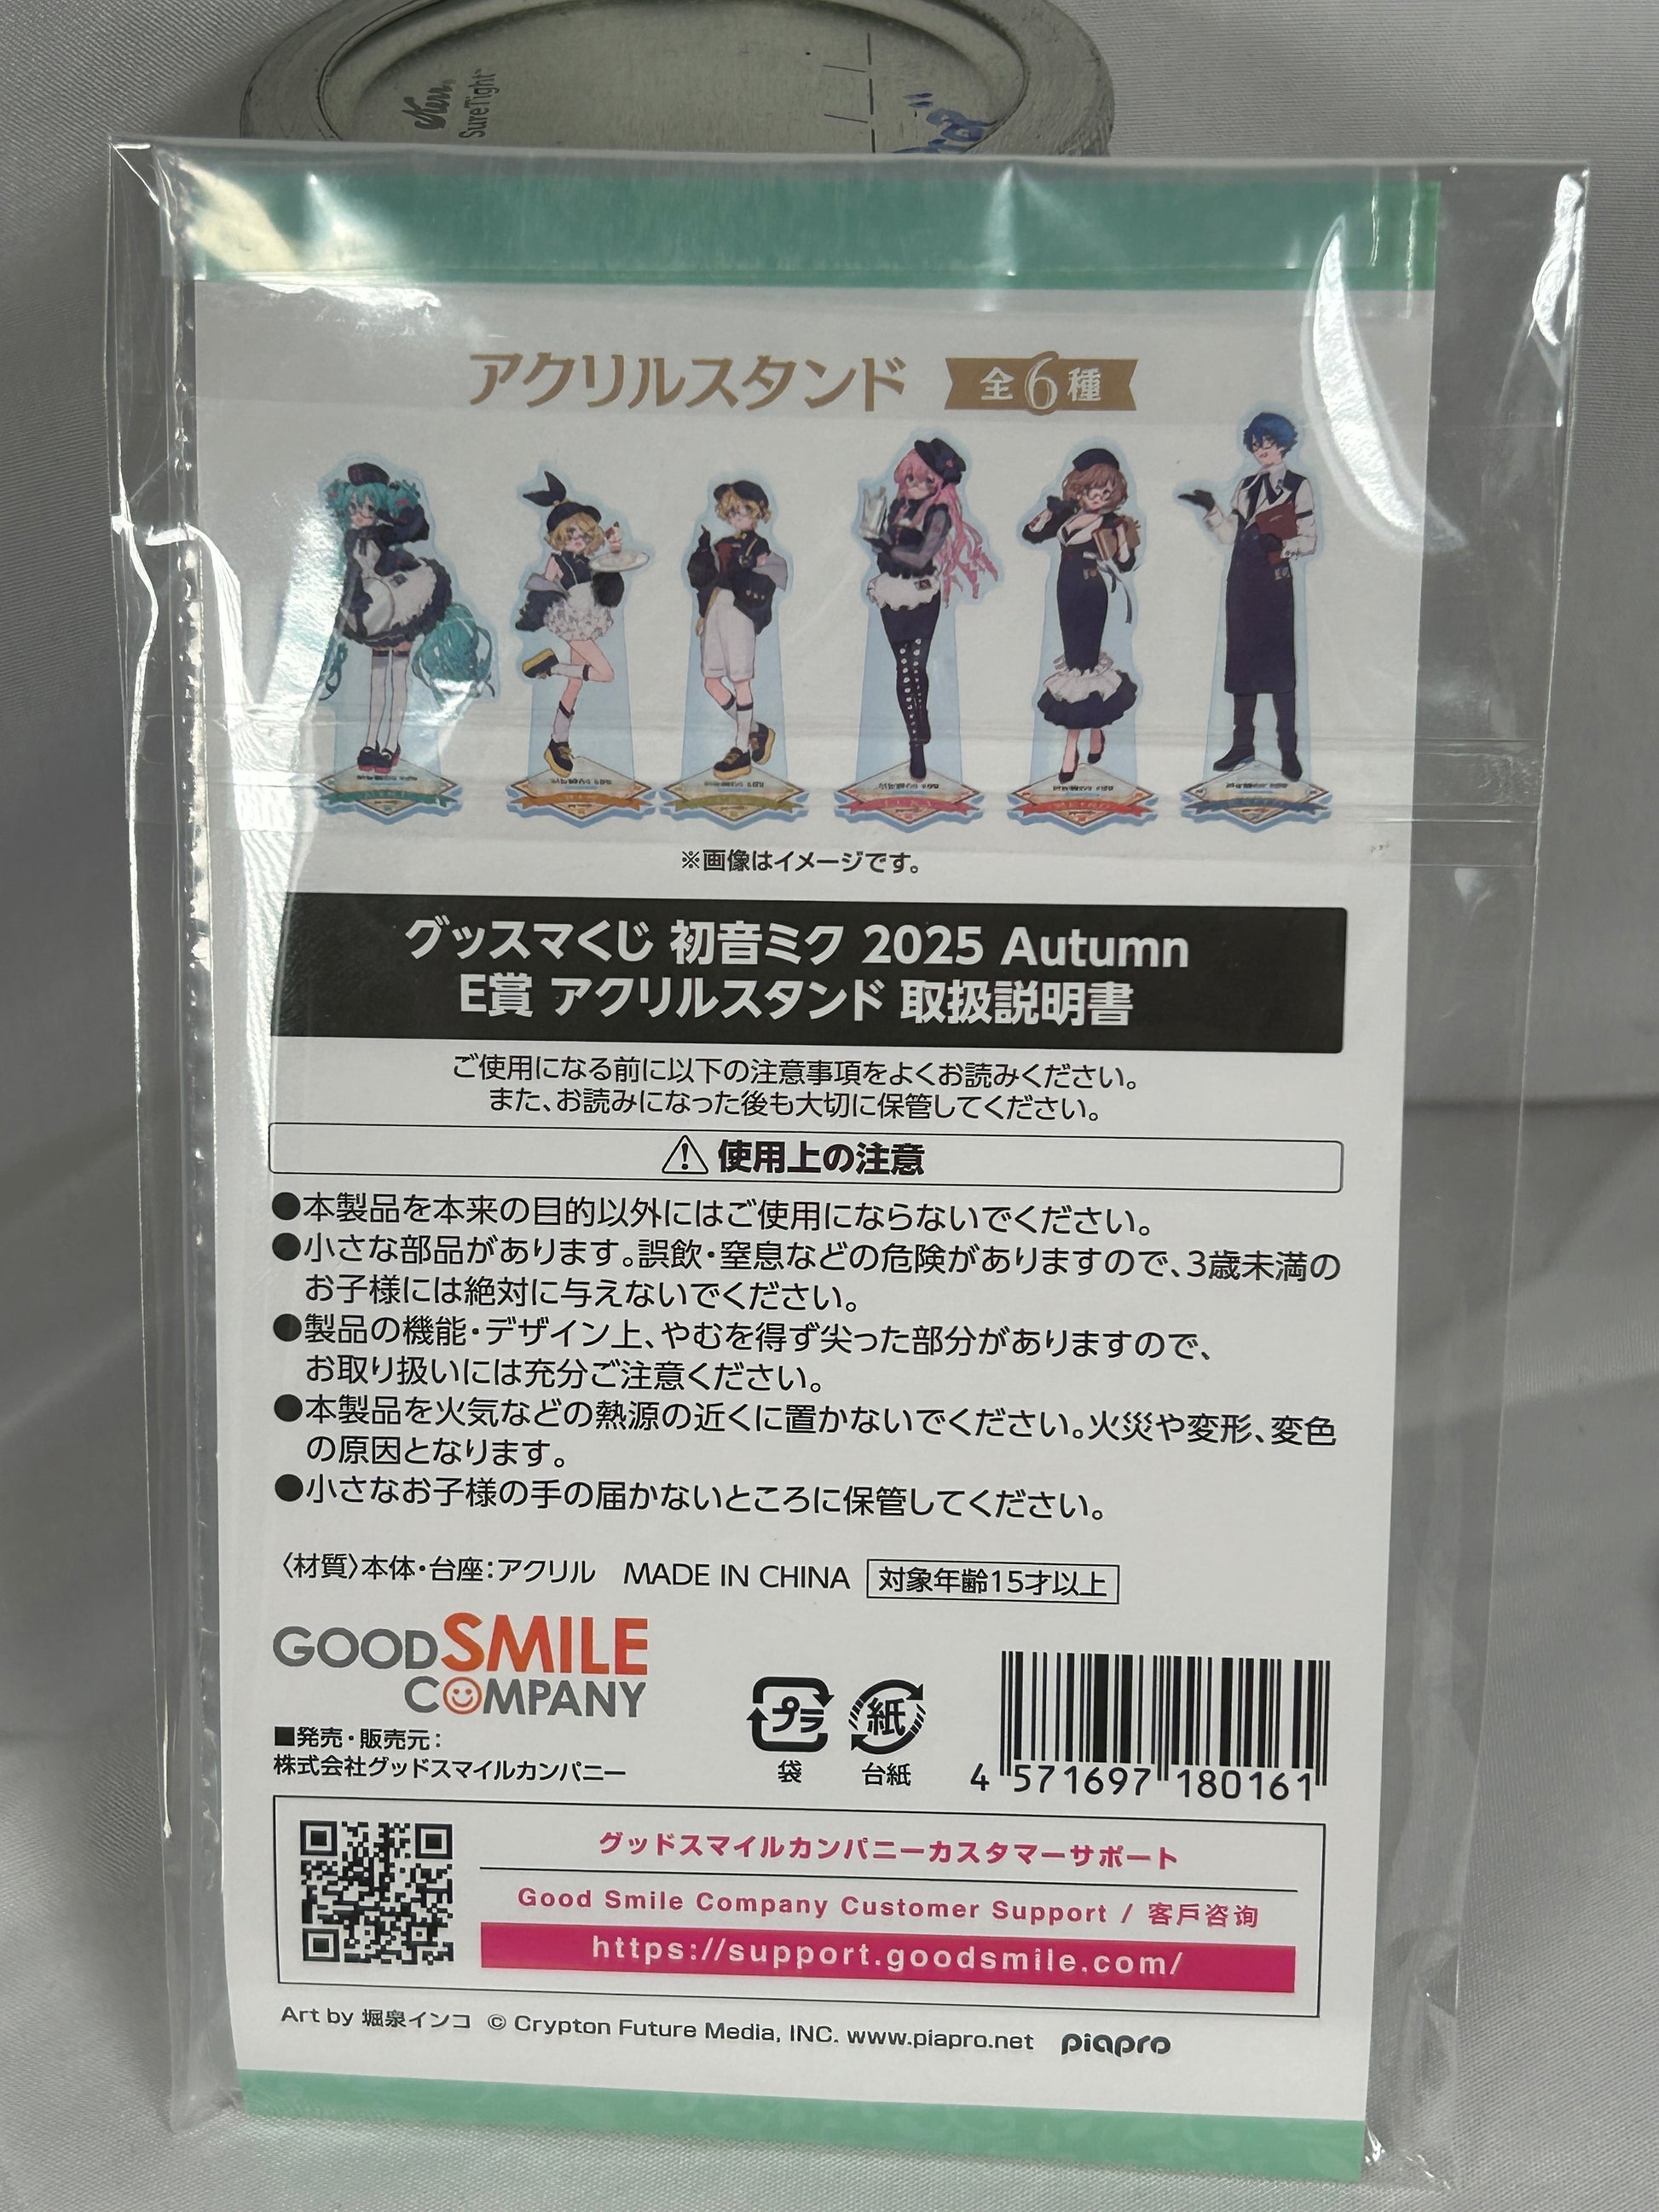 Kerr
SureTight
アクリルスタンド 全6種
MEIKO
※画像はイメージです。
グッスマくじ 初音ミク 2025 Autumn
E賞 アクリルスタンド 取扱説明書
ご使用になる前に以下の注意事項をよくお読みください。
また、お読みになった後も大切に保管してください。
使用上の注意
●本製品を本来の目的以外にはご使用にならないでください。
●小さな部品があります。誤飲・窒息などの危険がありますので、3歳未満の
お子様には絶対に与えないでください。
●製品の機能・デザイン上、やむを得ず尖った部分がありますので、
お取り扱いには充分ご注意ください。
●本製品を火気などの熱源の近くに置かないでください。火災や変形、変色
の原因となります。
●小さなお子様の手の届かないところに保管してください。
〈材質〉本体・台座：アクリル MADE IN CHINA 対象年齢15才以上
GOOD SMILE
COMPANY
■発売・販売元：
株式会社グッドスマイルカンパニー
プラ 紙
袋 台紙
4 571697 180161
グッドスマイルカンパニーカスタマーサポート
Good Smile Company Customer Support / 客戶咨询
https://support.goodsmile.com/
Art by 堀泉インコ © Crypton Future Media, INC. www.piapro.net piapro